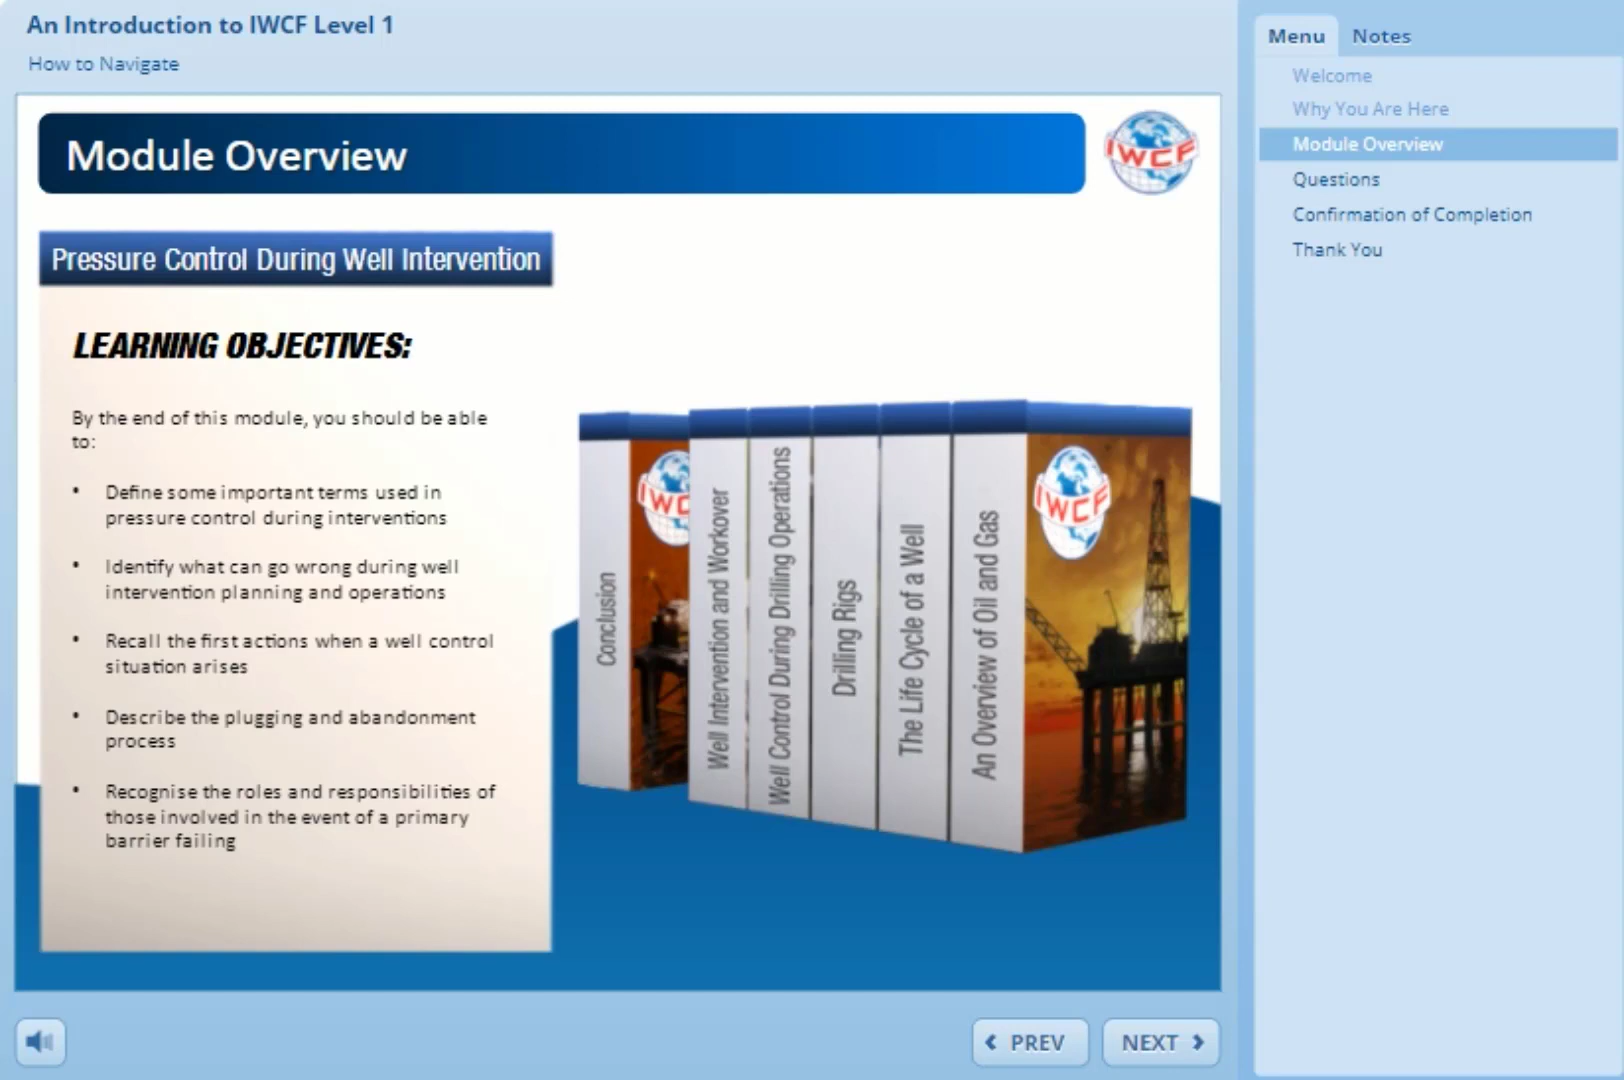 An Introduction to IWCF Level 1
How to Navigate
Menu
Notes
Welcome
Why You Are Here
Module Overview
Questions
Confirmation of Completion
Thank You
Module Overview
IWCF
Pressure Control During Well Intervention
LEARNING OBJECTIVES:
By the end of this module, you should be able
to:
• Define some important terms used in
pressure control during interventions
• Identify what can go wrong during well
intervention planning and operations
• Recall the first actions when a well control
situation arises
• Describe the plugging and abandonment
process
• Recognise the roles and responsibilities of
those involved in the event of a primary
barrier failing
Conclusion
IWC
Well Intervention and Workover
Well Control During Drilling Operations
Drilling Rigs
The Life Cycle of a Well
An Overview of Oil and Gas
IWCF
PREV
NEXT